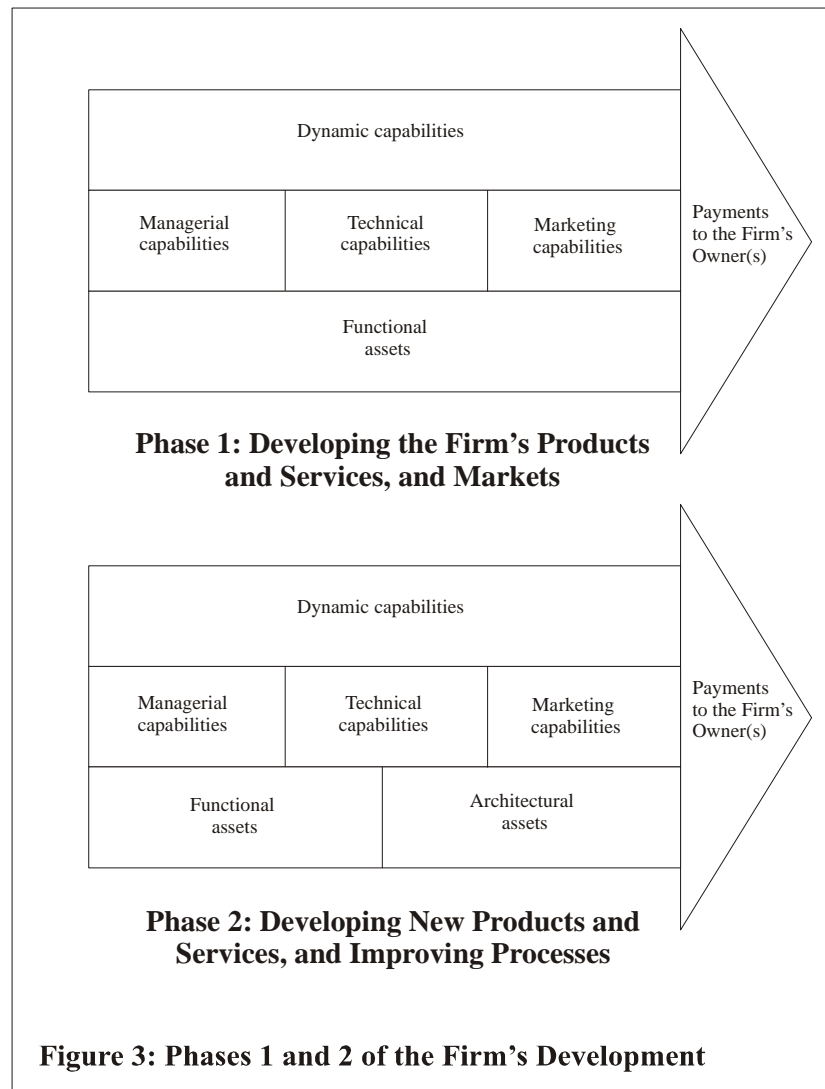 Dynamic capabilities
Managerial
capabilities
Technical
capabilities
Marketing
capabilities
Payments
to the Firm's
Owner(s)
Functional
assets
Phase 1: Developing the Firm's Products
and Services, and Markets
Dynamic capabilities
Managerial
capabilities
Technical
capabilities
Marketing
capabilities
Payments
to the Firm's
Owner(s)
Functional
assets
Architectural
assets
Phase 2: Developing New Products and
Services, and Improving Processes
Figure 3: Phases 1 and 2 of the Firm's Development